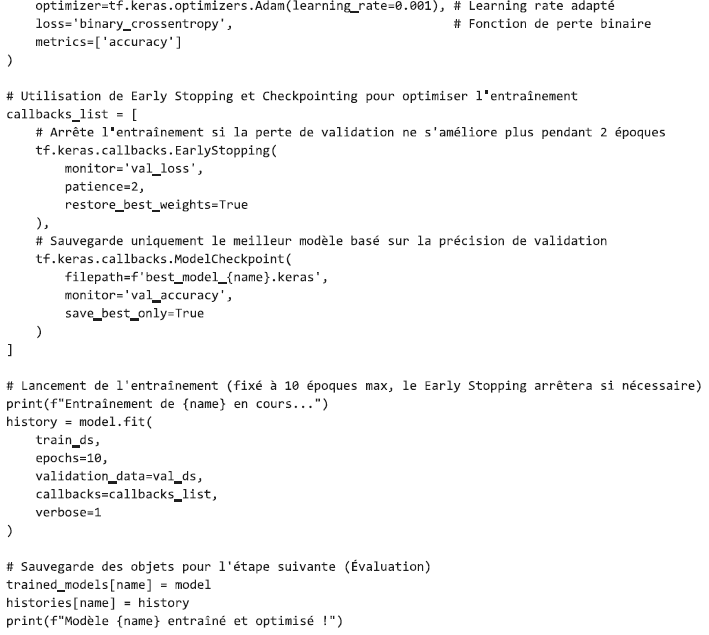 optimizer=tf.keras.optimizers.Adam(learning_rate=0.001), # Learning rate adapté
loss='binary_crossentropy', # Fonction de perte binaire
metrics=['accuracy']
)
# Utilisation de Early Stopping et Checkpointing pour optimiser l'entraînement
callbacks_list = [
# Arrête l'entraînement si la perte de validation ne s'améliore plus pendant 2 époques
tf.keras.callbacks.EarlyStopping(
monitor='val_loss',
patience=2,
restore_best_weights=True
),
# Sauvegarde uniquement le meilleur modèle basé sur la précision de validation
tf.keras.callbacks.ModelCheckpoint(
filepath=f'best_model_{name}.keras',
monitor='val_accuracy',
save_best_only=True
)
]
# Lancement de l'entraînement (fixé à 10 époques max, le Early Stopping arrêtera si nécessaire)
print(f"Entraînement de {name} en cours...")
history = model.fit(
train_ds,
epochs=10,
validation_data=val_ds,
callbacks=callbacks_list,
verbose=1
)
# Sauvegarde des objets pour l'étape suivante (Évaluation)
trained_models[name] = model
histories[name] = history
print(f"Modèle {name} entraîné et optimisé !")